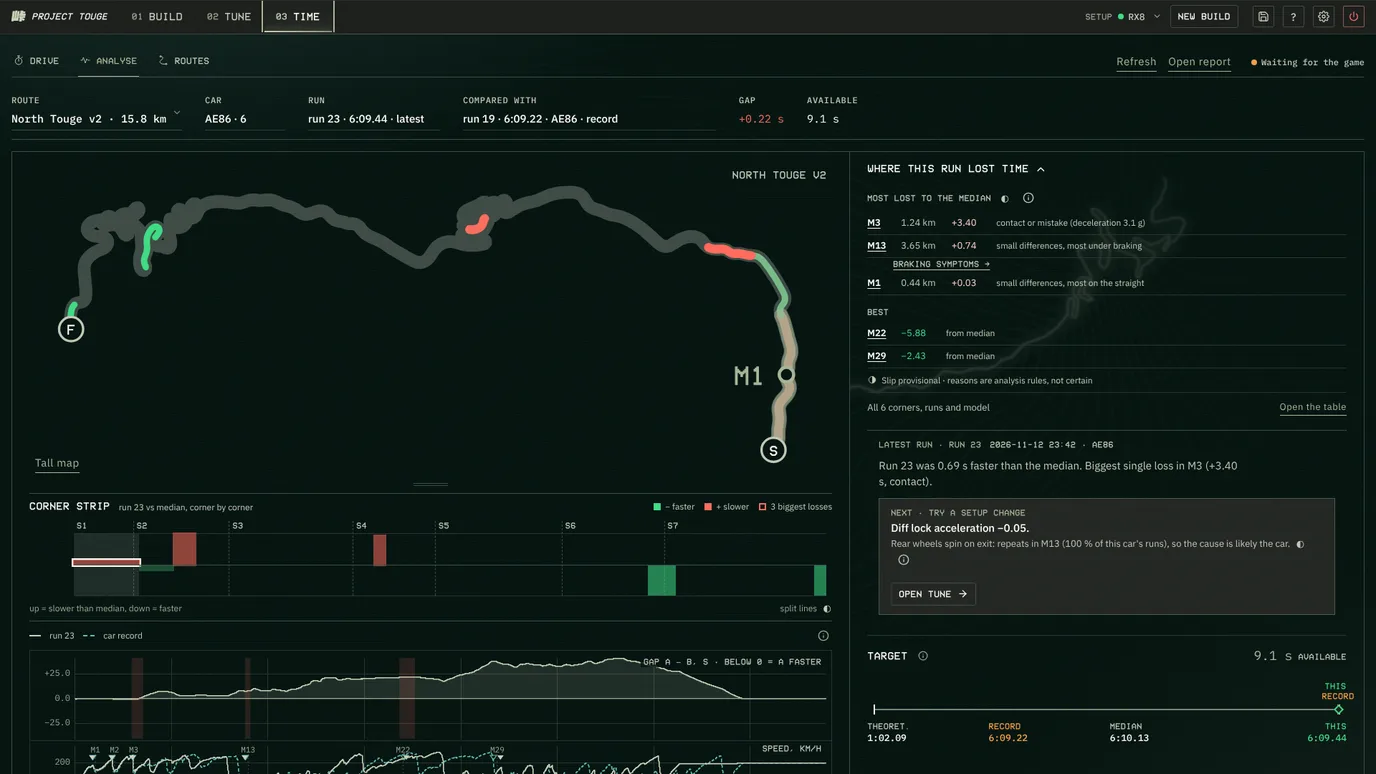 PROJECT TOUGE
01 BUILD
02 TUNE
03 TIME
SETUP RX8
NEW BUILD
?
DRIVE
ANALYSE
ROUTES
Refresh
Open report
Waiting for the game
ROUTE
North Touge v2 · 15.8 km
CAR
AE86 · 6
RUN
run 23 · 6:09.44 · latest
COMPARED WITH
run 19 · 6:09.22 · AE86 · record
GAP
+0.22 s
AVAILABLE
9.1 s
NORTH TOUGE V2
F
M1
S
Tall map
CORNER STRIP run 23 vs median, corner by corner
− faster + slower 3 biggest losses
S1 S2 S3 S4 S5 S6 S7
up = slower than median, down = faster
split lines
run 23 car record
GAP A − B, S · BELOW 0 = A FASTER
+25.0
0.0
−25.0
M1 M2 M3 M13 M22 M29
SPEED, KM/H
200
WHERE THIS RUN LOST TIME
MOST LOST TO THE MEDIAN
M3 1.24 km +3.40 contact or mistake (deceleration 3.1 g)
M13 3.65 km +0.74 small differences, most under braking
BRAKING SYMPTOMS →
M1 0.44 km +0.03 small differences, most on the straight
BEST
M22 −5.88 from median
M29 −2.43 from median
Slip provisional · reasons are analysis rules, not certain
All 6 corners, runs and model
Open the table
LATEST RUN · RUN 23 2026-11-12 23:42 · AE86
Run 23 was 0.69 s faster than the median. Biggest single loss in M3 (+3.40
s, contact).
NEXT · TRY A SETUP CHANGE
Diff lock acceleration −0.05.
Rear wheels spin on exit: repeats in M13 (100 % of this car's runs), so the cause is likely the car.
OPEN TUNE →
TARGET
9.1 S AVAILABLE
THIS
RECORD
THEORET. RECORD MEDIAN THIS
1:02.09 6:09.22 6:10.13 6:09.44